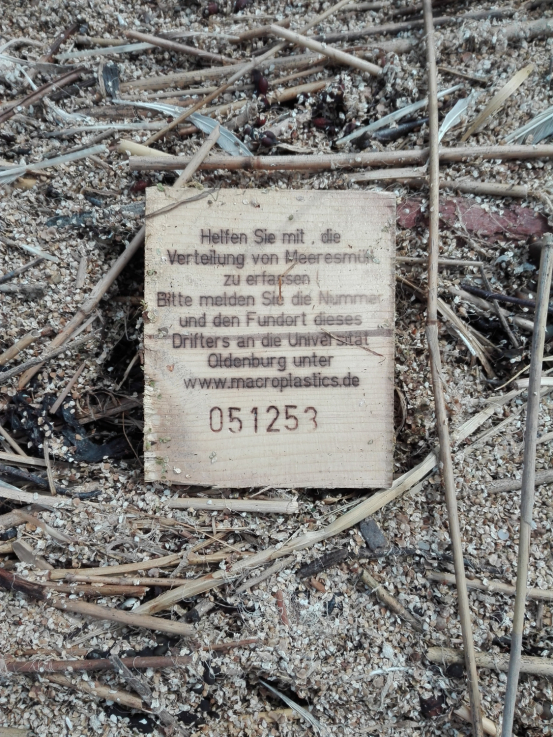 Helfen Sie mit , die
Verteilung von Meeresmüll
zu erfassen !
Bitte melden Sie die Nummer
und den Fundort dieses
Drifters an die Universität
Oldenburg unter
www.macroplastics.de
051253